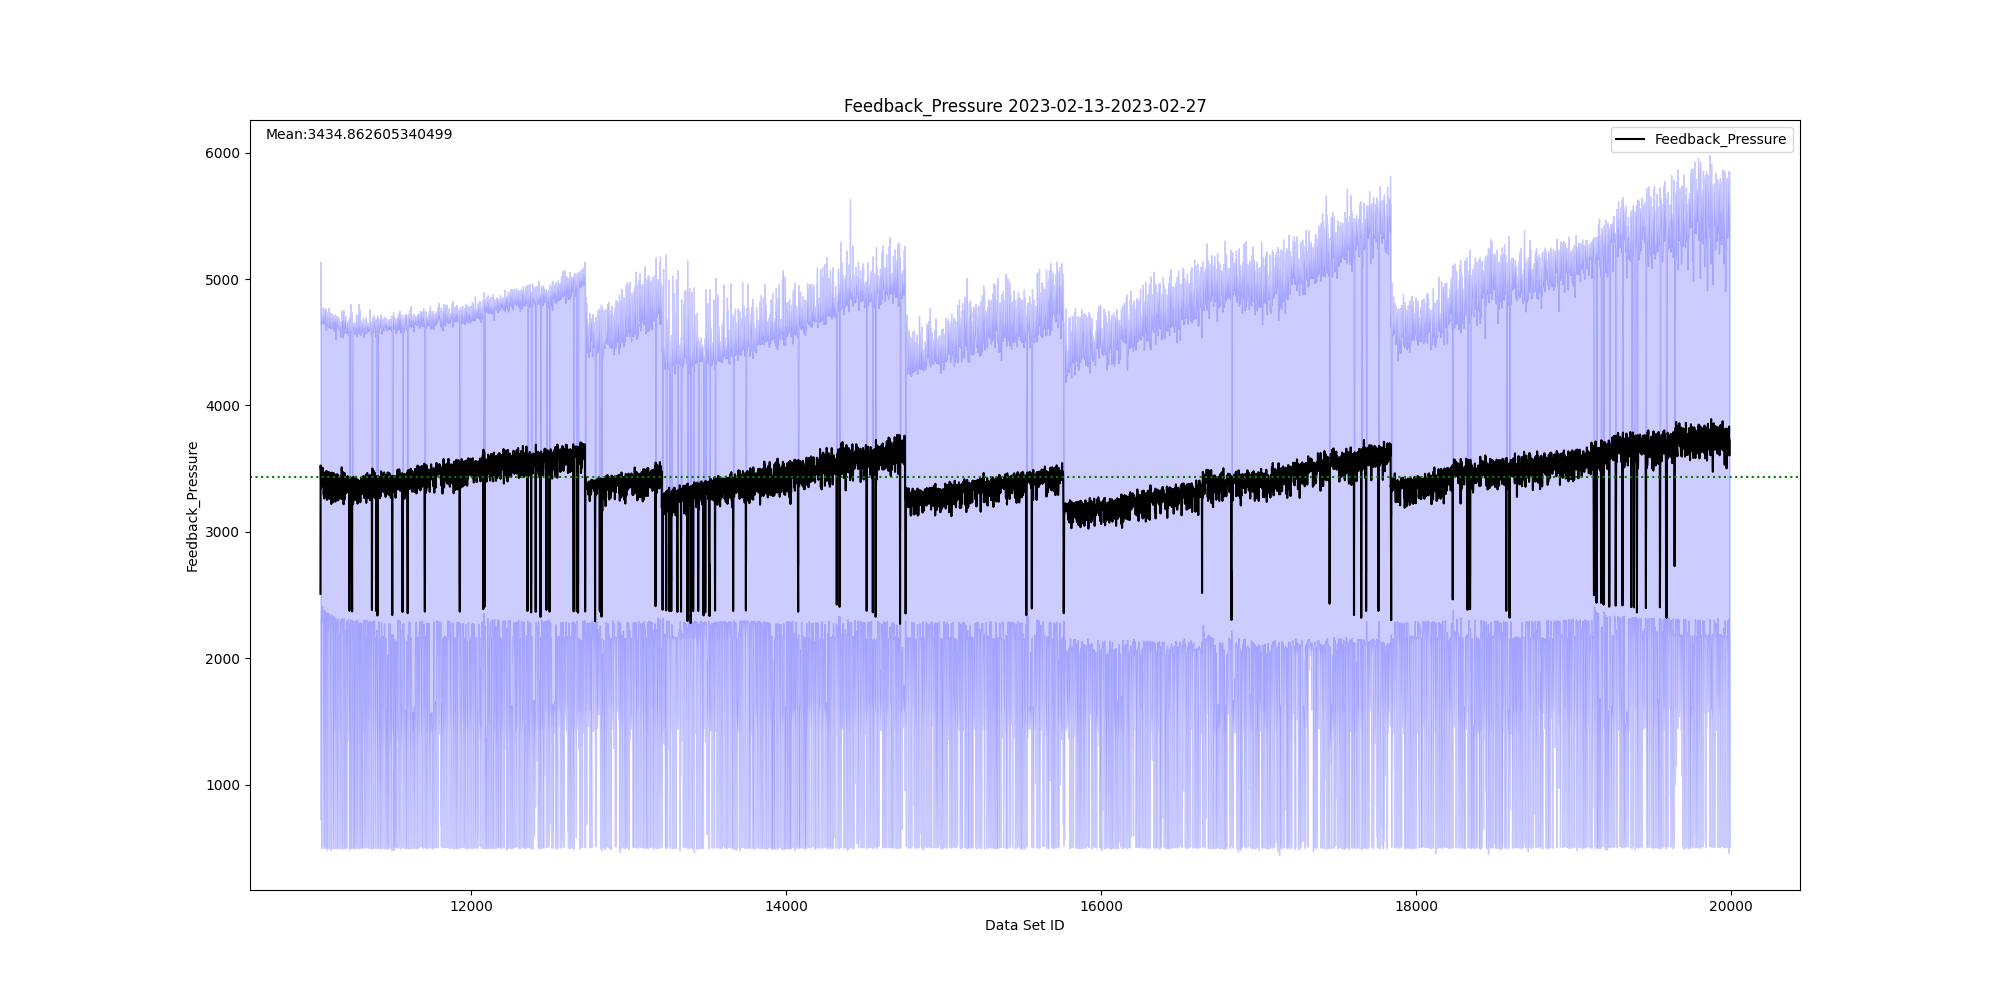 Feedback_Pressure 2023-02-13-2023-02-27
Mean:3434.862605340499
Feedback_Pressure
6000
5000
4000
3000
2000
1000
Feedback_Pressure
12000
14000
16000
18000
20000
Data Set ID